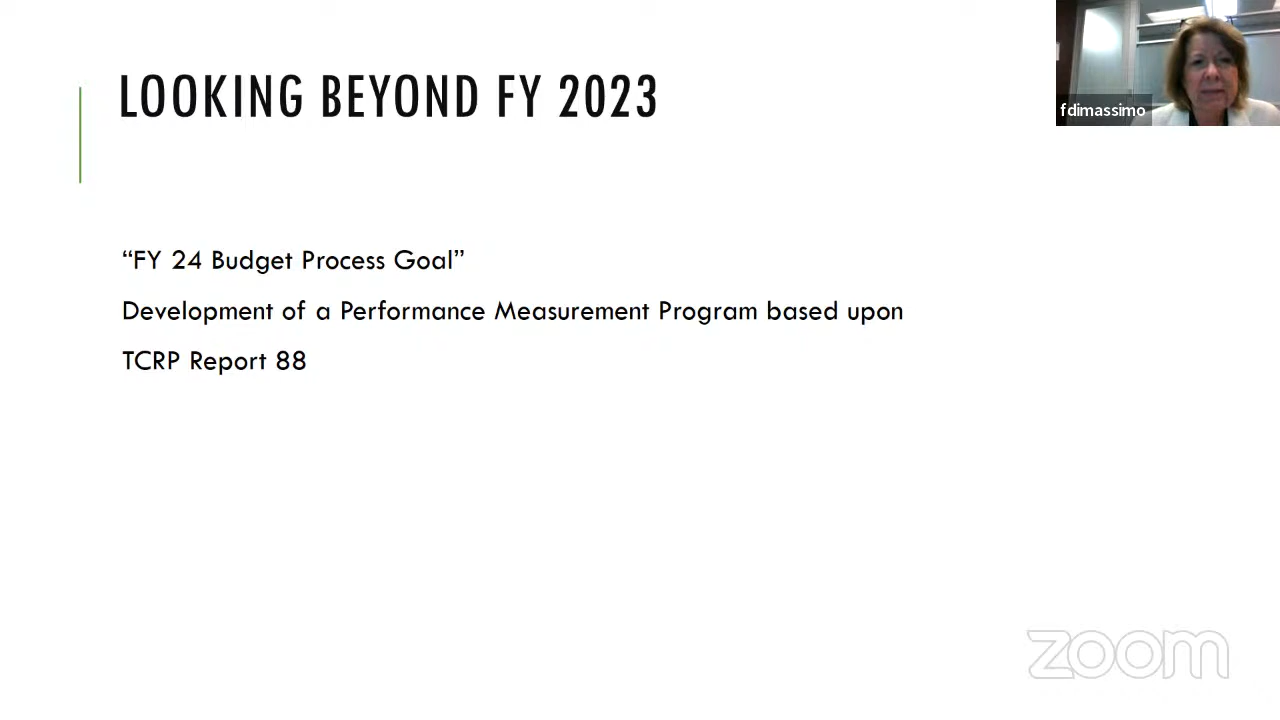 LOOKING BEYOND FY 2023
fdimassimo
“FY 24 Budget Process Goal”
Development of a Performance Measurement Program based upon
TCRP Report 88
zoom